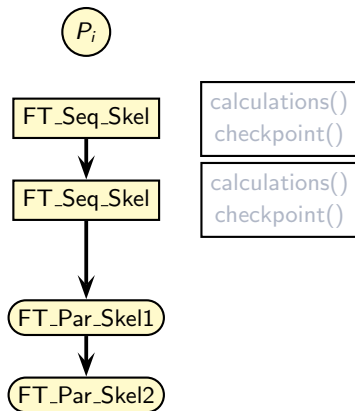 P_i
FT_Seq_Skel
calculations()
checkpoint()
FT_Seq_Skel
calculations()
checkpoint()
FT_Par_Skel1
FT_Par_Skel2